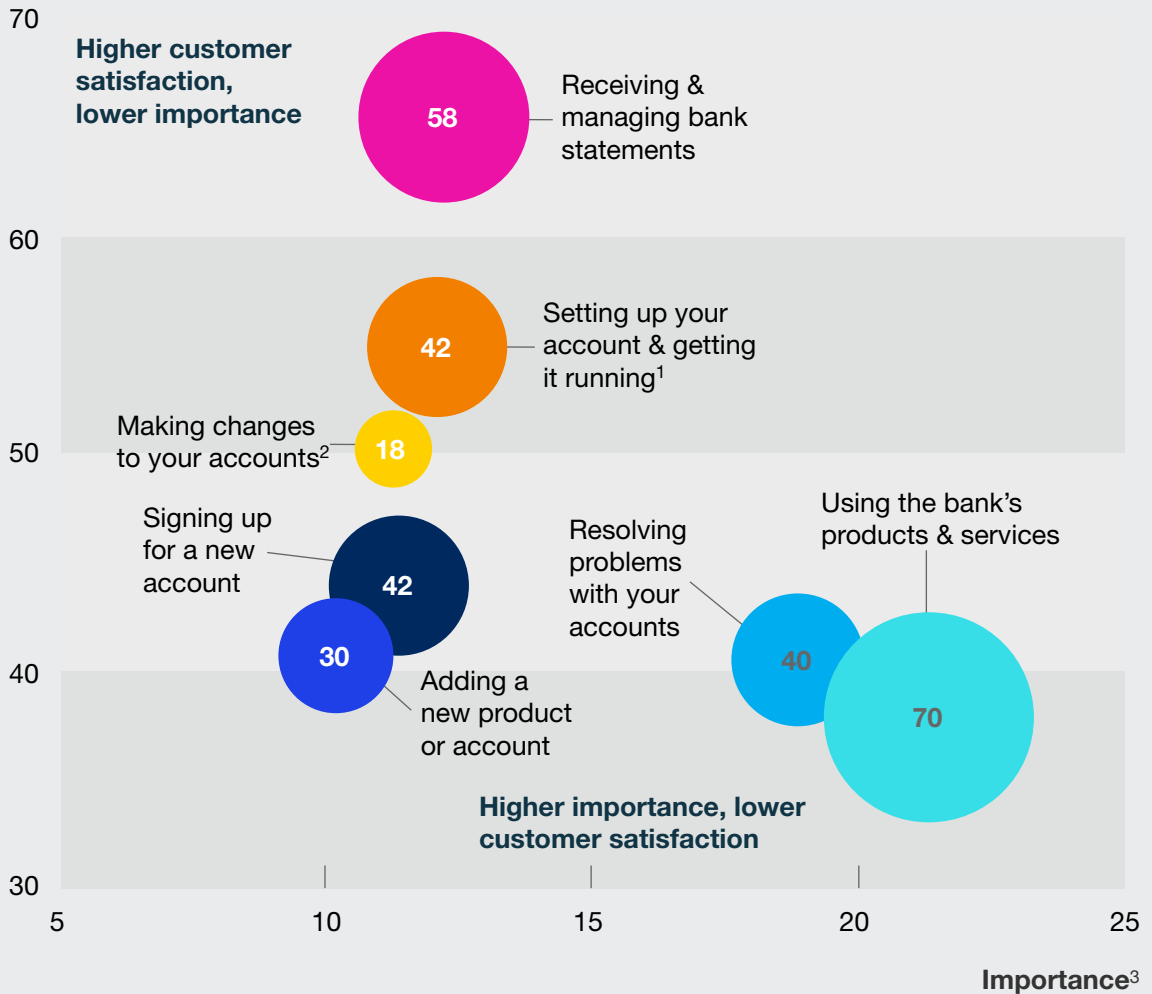 70
Higher customer
satisfaction,
lower importance
58
Receiving &
managing bank
statements
60
42
Setting up your
account & getting
it running1
Making changes
to your accounts2
18
50
Signing up
for a new
account
42
30
Adding a
new product
or account
Resolving
problems
with your
accounts
40
Using the bank’s
products & services
70
40
Higher importance, lower
customer satisfaction
30
5
10
15
20
25
Importance3